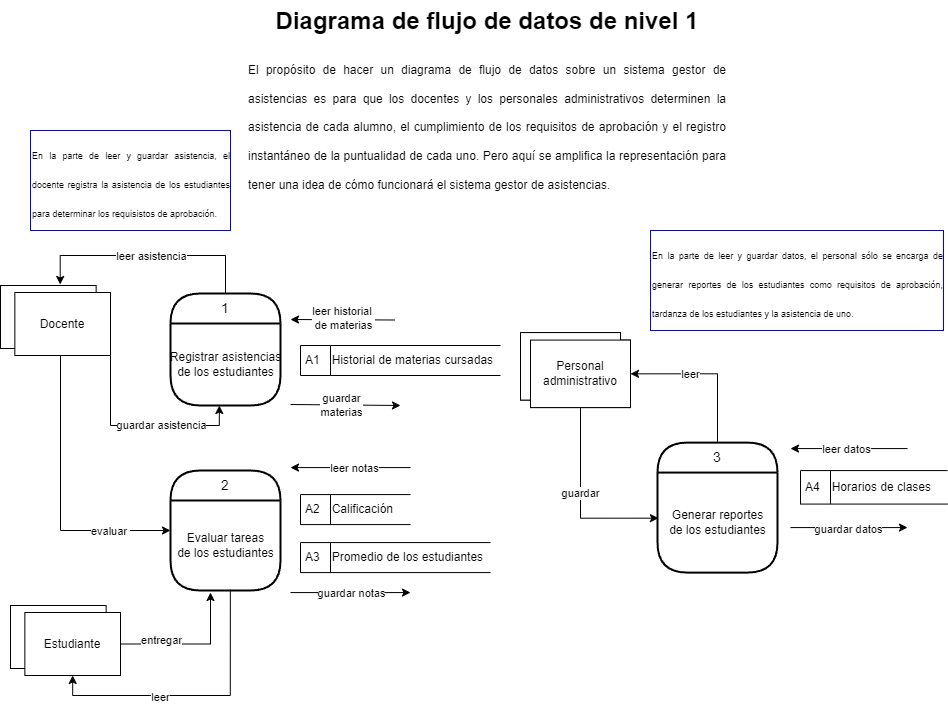 Diagrama de flujo de datos de nivel 1
El propósito de hacer un diagrama de flujo de datos sobre un sistema gestor de
asistencias es para que los docentes y los personales administrativos determinen la
asistencia de cada alumno, el cumplimiento de los requisitos de aprobación y el registro
instantáneo de la puntualidad de cada uno. Pero aquí se amplifica la representación para
tener una idea de cómo funcionará el sistema gestor de asistencias.
En la parte de leer y guardar asistencia, el
docente registra la asistencia de los estudiantes
para determinar los requisistos de aprobación.
En la parte de leer y guardar datos, el personal sólo se encarga de
generar reportes de los estudiantes como requisitos de aprobación,
tardanza de los estudiantes y la asistencia de uno.
leer asistencia
Docente
1
Registrar asistencias
de los estudiantes
leer historial
de materias
A1 Historial de materias cursadas
guardar
materias
guardar asistencia
Personal
administrativo
leer
guardar
3
Generar reportes
de los estudiantes
leer datos
A4 Horarios de clases
guardar datos
evaluar
2
Evaluar tareas
de los estudiantes
leer notas
A2 Calificación
A3 Promedio de los estudiantes
guardar notas
Estudiante
entregar
leer